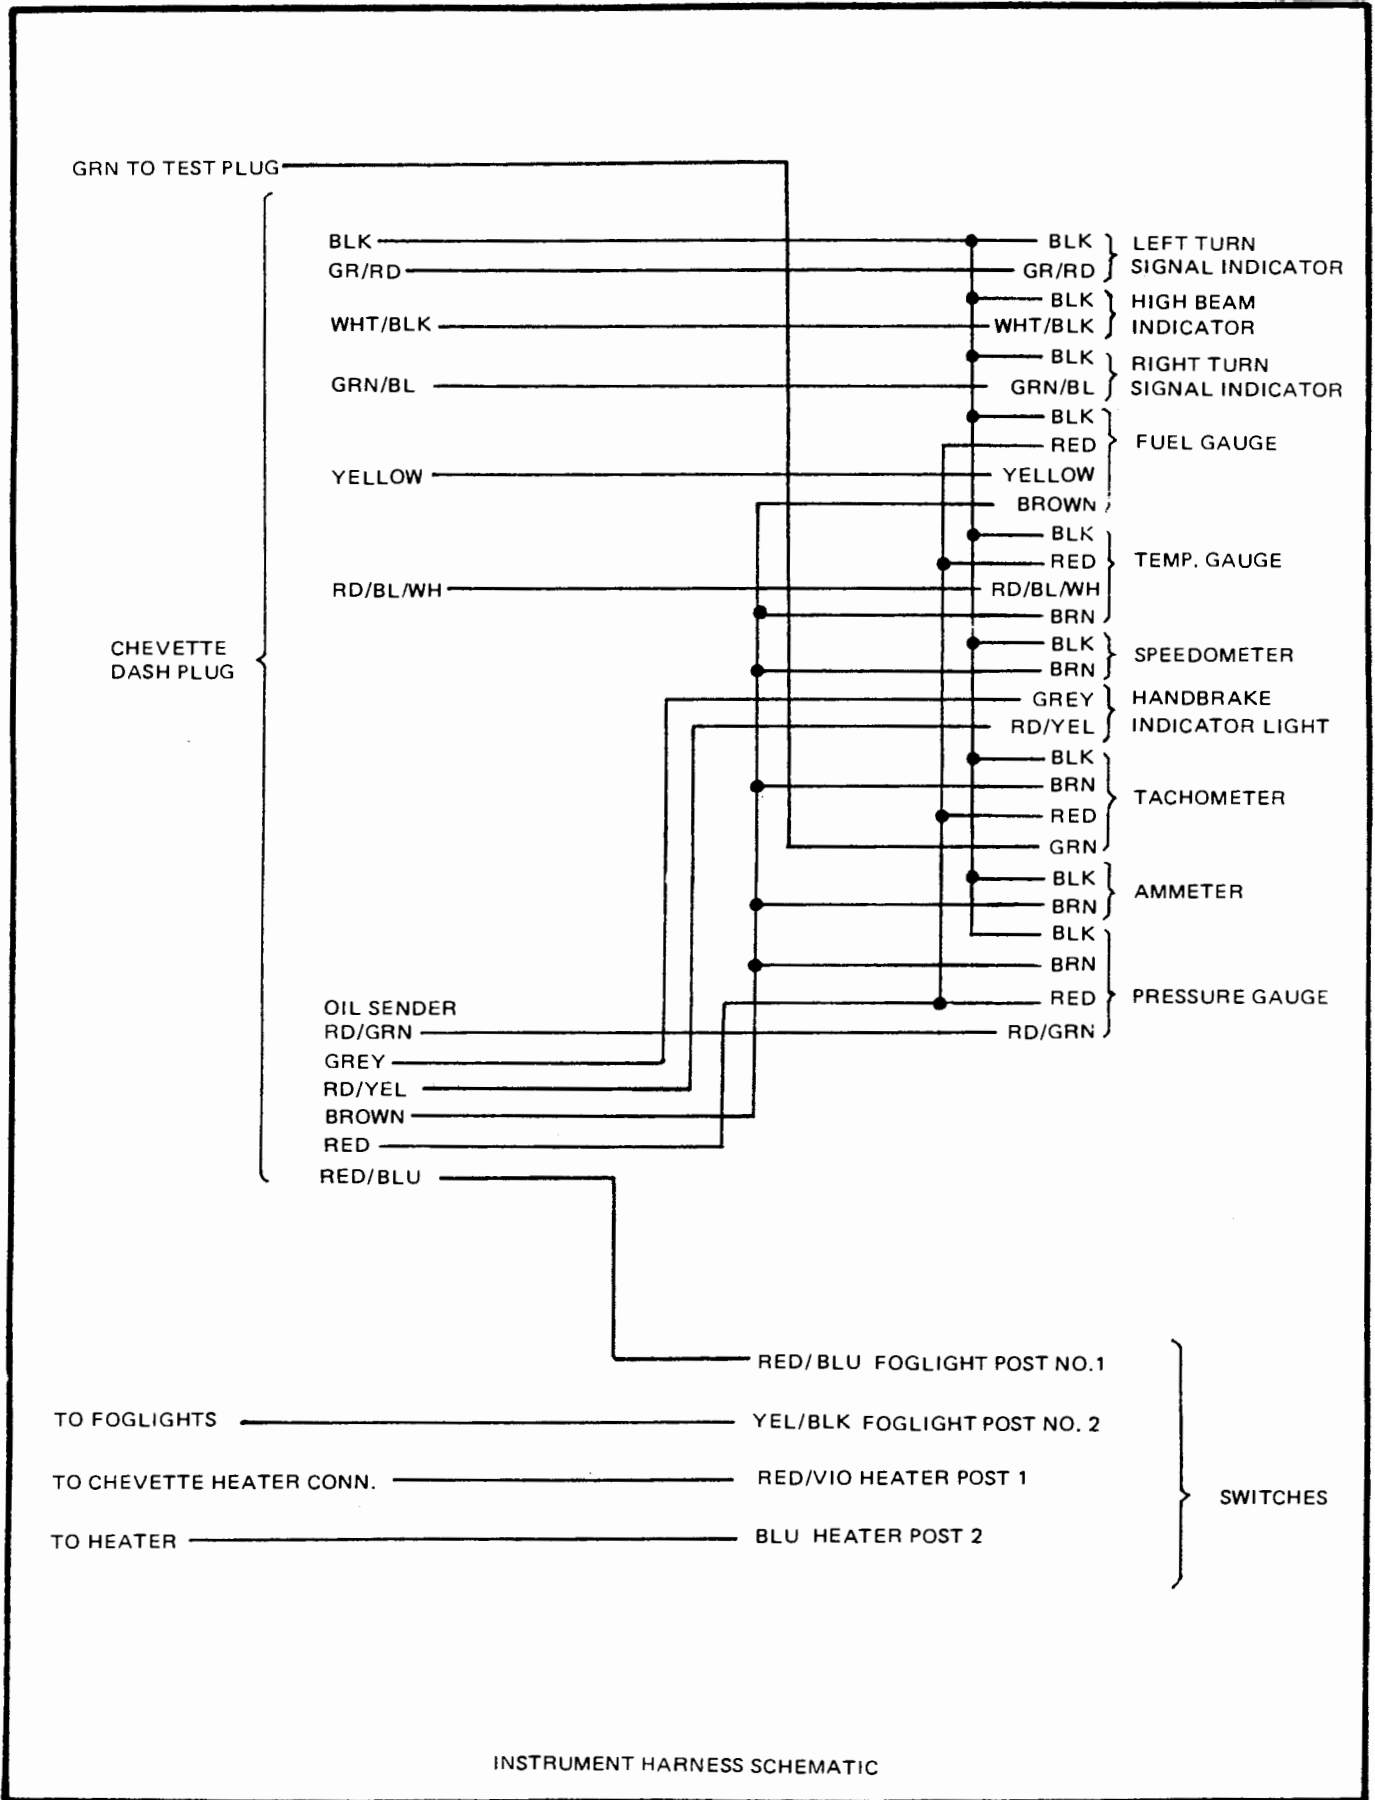 GRN TO TEST PLUG
BLK
GR/RD
WHT/BLK
GRN/BL
YELLOW
RD/BL/WH
CHEVETTE
DASH PLUG
OIL SENDER
RD/GRN
GREY
RD/YEL
BROWN
RED
RED/BLU
BLK
GR/RD
LEFT TURN
SIGNAL INDICATOR
BLK
WHT/BLK
HIGH BEAM
INDICATOR
BLK
GRN/BL
RIGHT TURN
SIGNAL INDICATOR
BLK
RED
YELLOW
BROWN
FUEL GAUGE
BLK
RED
RD/BL/WH
BRN
TEMP. GAUGE
BLK
BRN
SPEEDOMETER
GREY
RD/YEL
HANDBRAKE
INDICATOR LIGHT
BLK
BRN
RED
GRN
TACHOMETER
BLK
BRN
AMMETER
BLK
BRN
RED
RD/GRN
PRESSURE GAUGE
RED/BLU FOGLIGHT POST NO.1
TO FOGLIGHTS
YEL/BLK FOGLIGHT POST NO. 2
TO CHEVETTE HEATER CONN.
RED/VIO HEATER POST 1
TO HEATER
BLU HEATER POST 2
SWITCHES
INSTRUMENT HARNESS SCHEMATIC